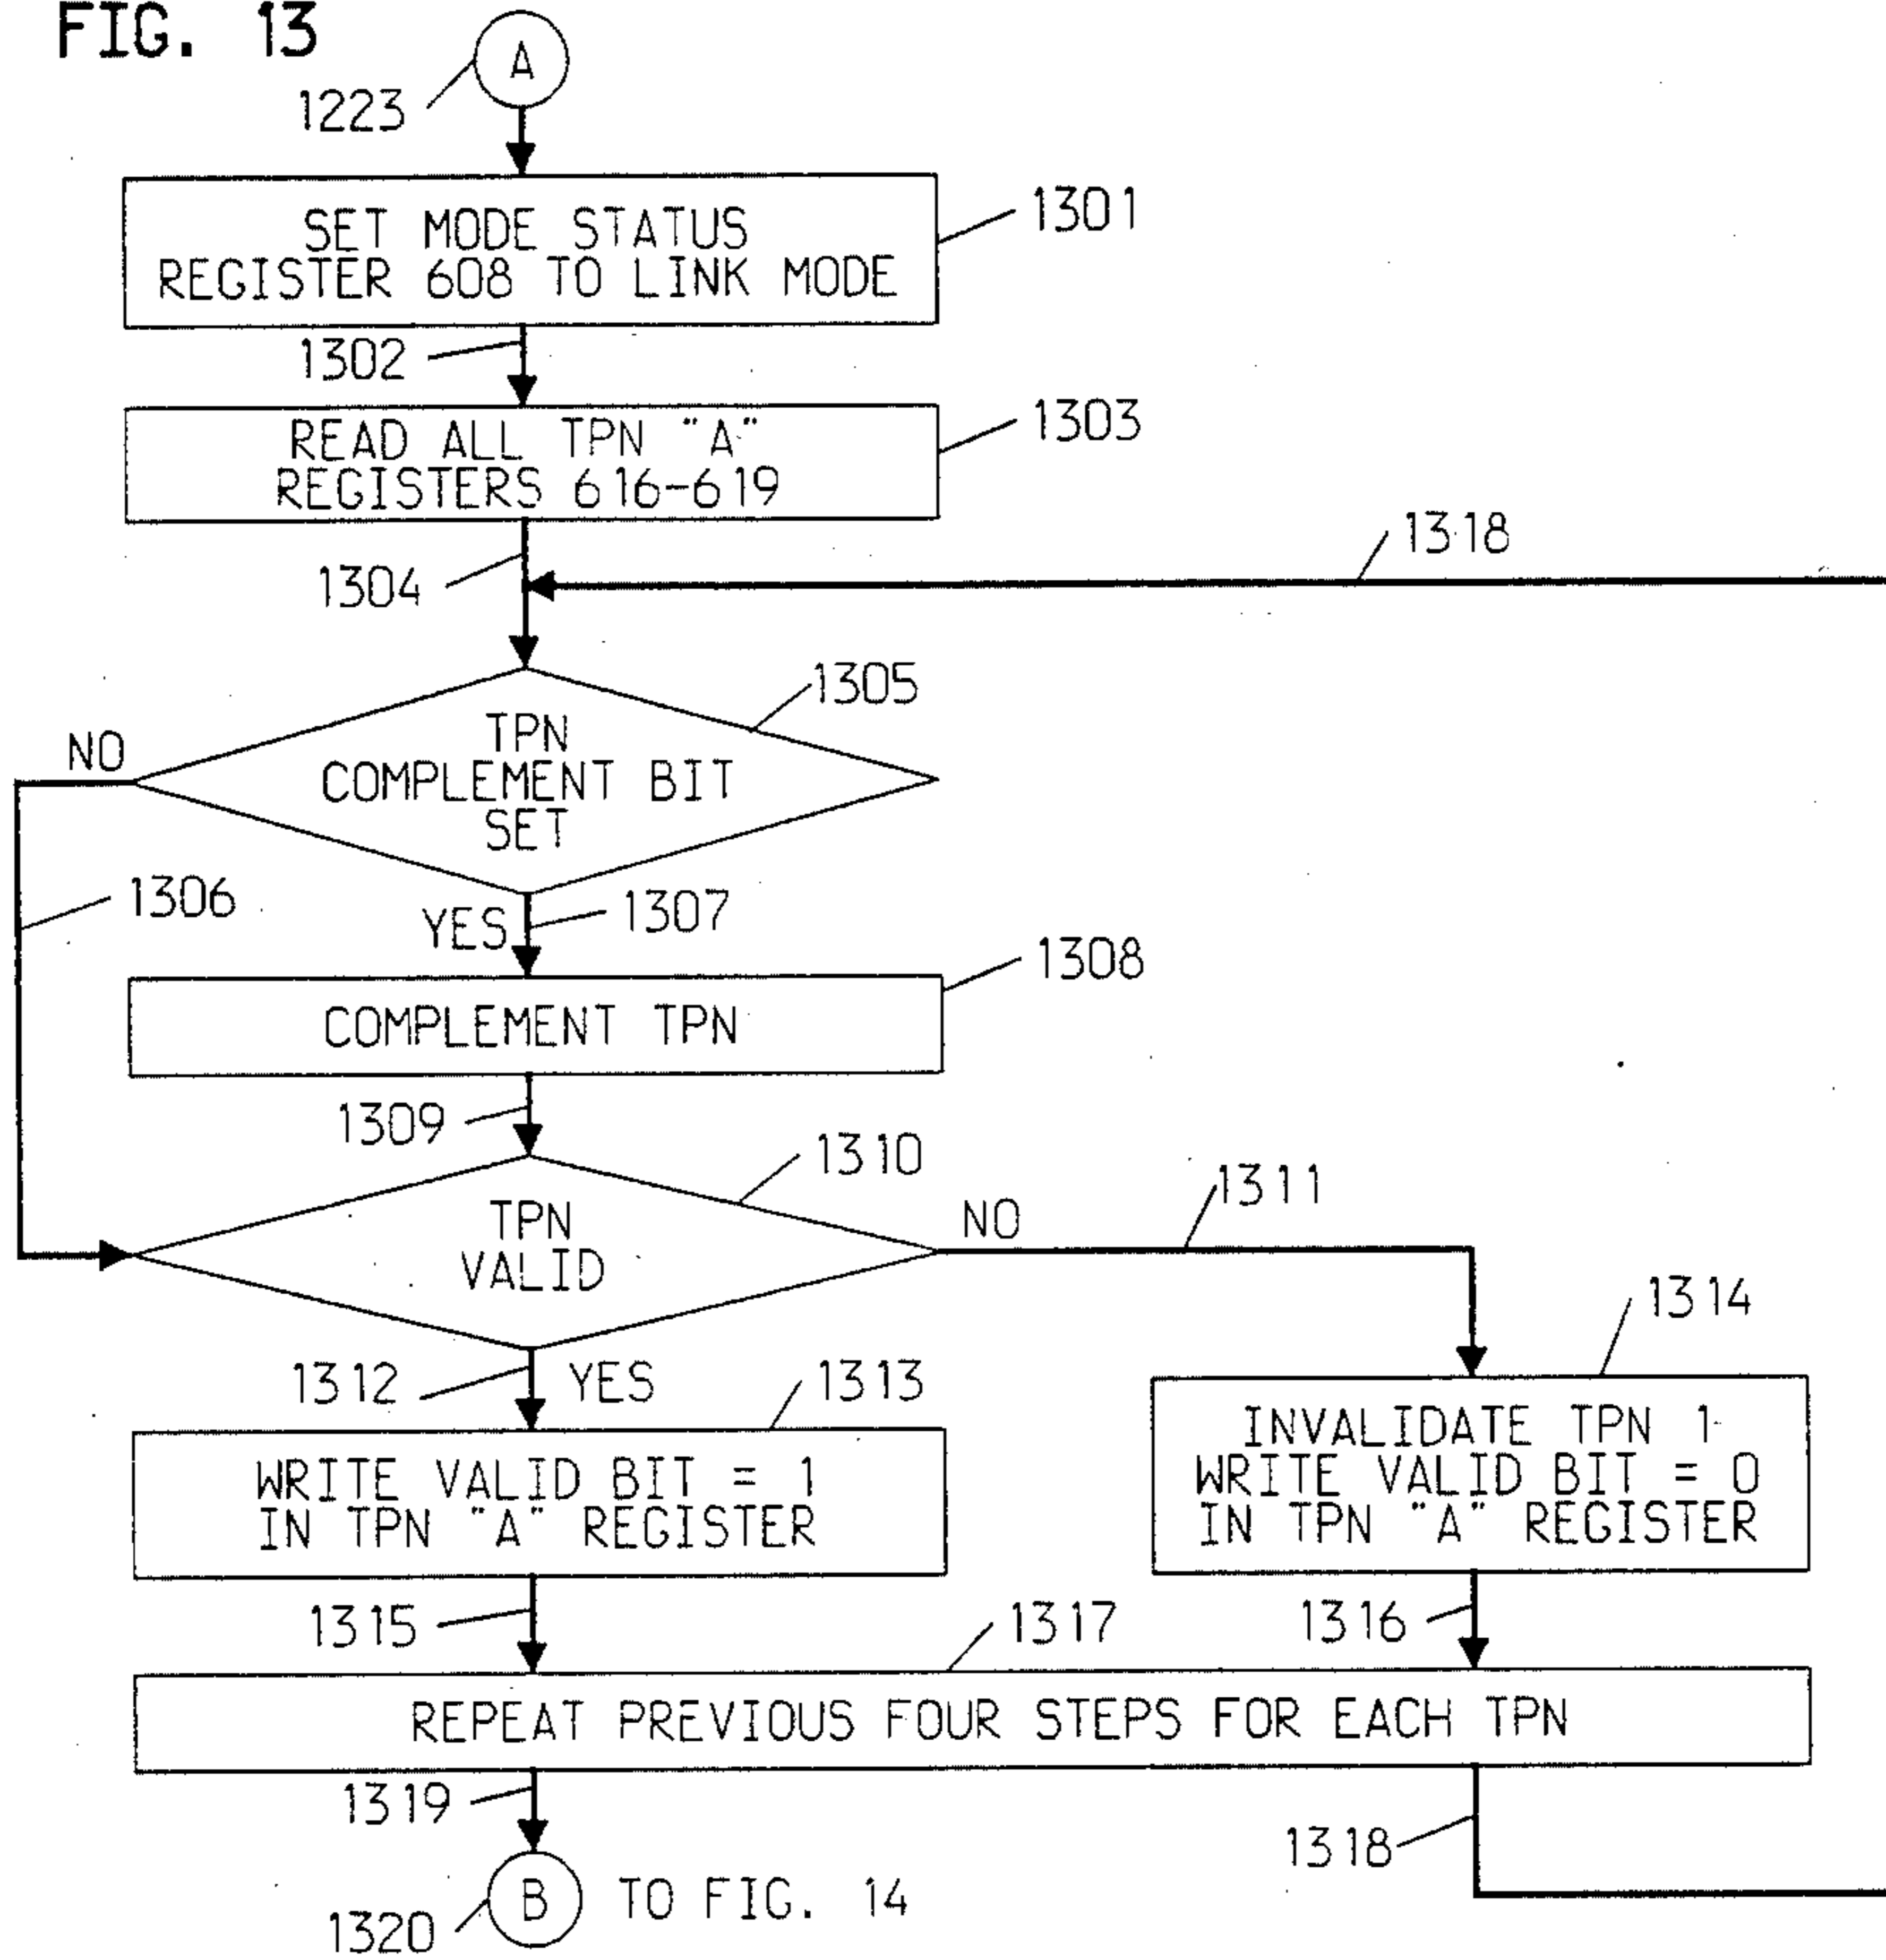 FIG. 13
A
1223
SET MODE STATUS
REGISTER 608 TO LINK MODE
1301
1302
READ ALL TPN "A"
REGISTERS 616-619
1303
1318
1304
1305
TPN
COMPLEMENT BIT
SET
NO
1306
YES
1307
COMPLEMENT TPN
1308
1309
1310
TPN
VALID
NO
1311
1312
YES
1313
1314
WRITE VALID BIT = 1
IN TPN "A" REGISTER
INVALIDATE TPN 1
WRITE VALID BIT = 0
IN TPN "A" REGISTER
1315
1316
1317
REPEAT PREVIOUS FOUR STEPS FOR EACH TPN
1319
1318
B
TO FIG. 14
1320